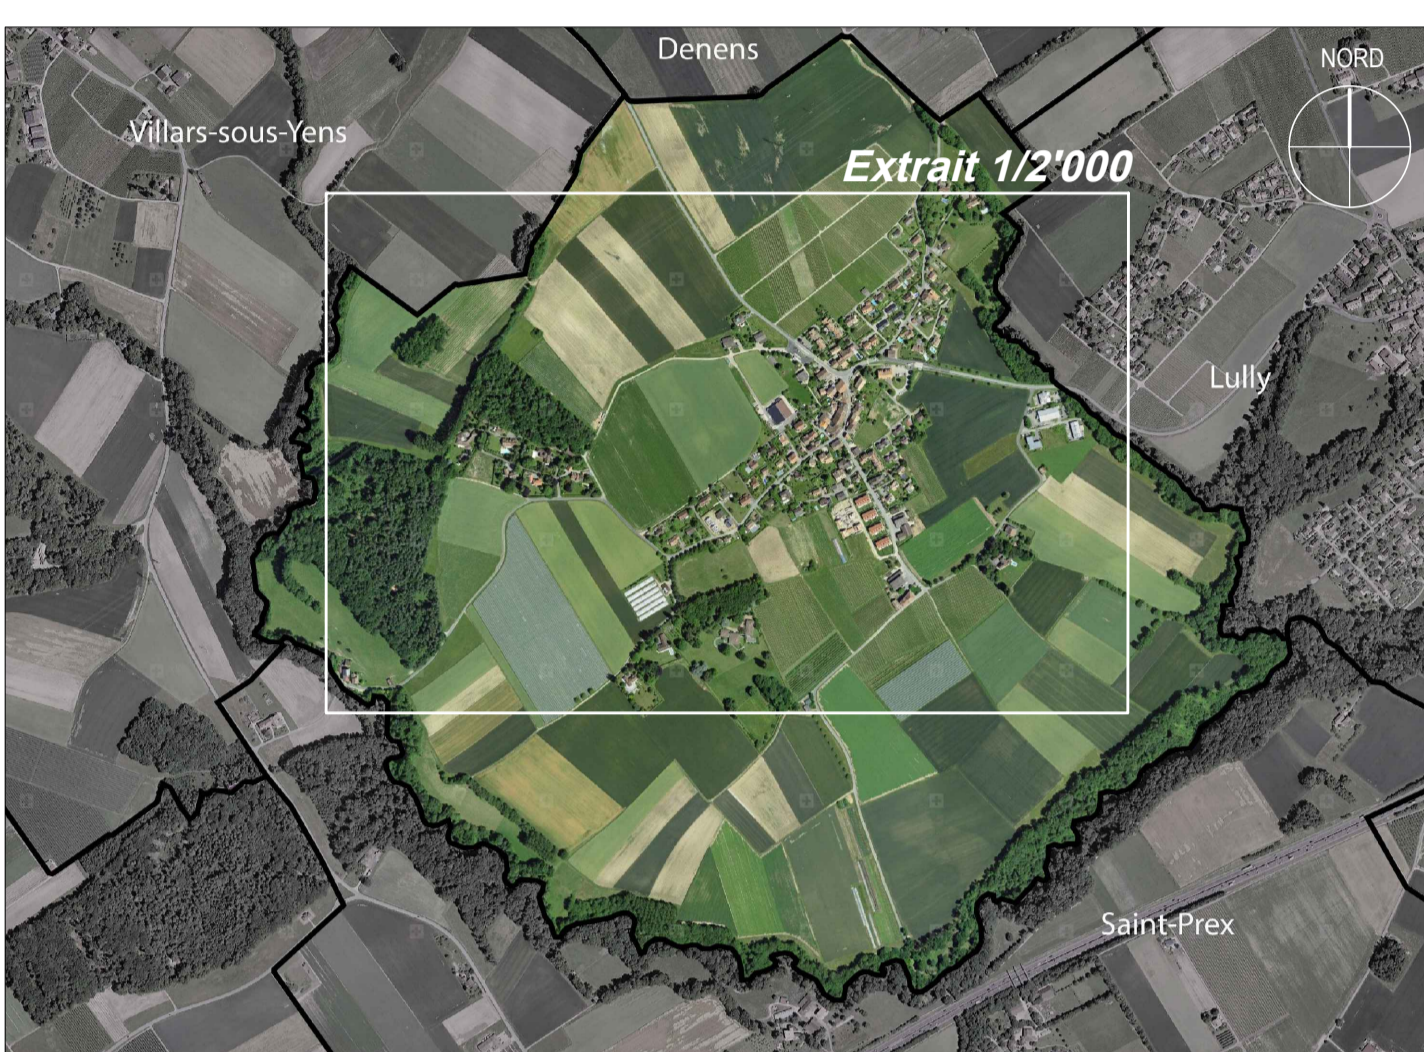 Denens
NORD
Villars-sous-Yens
Extrait 1/2'000
Lully
Saint-Prex